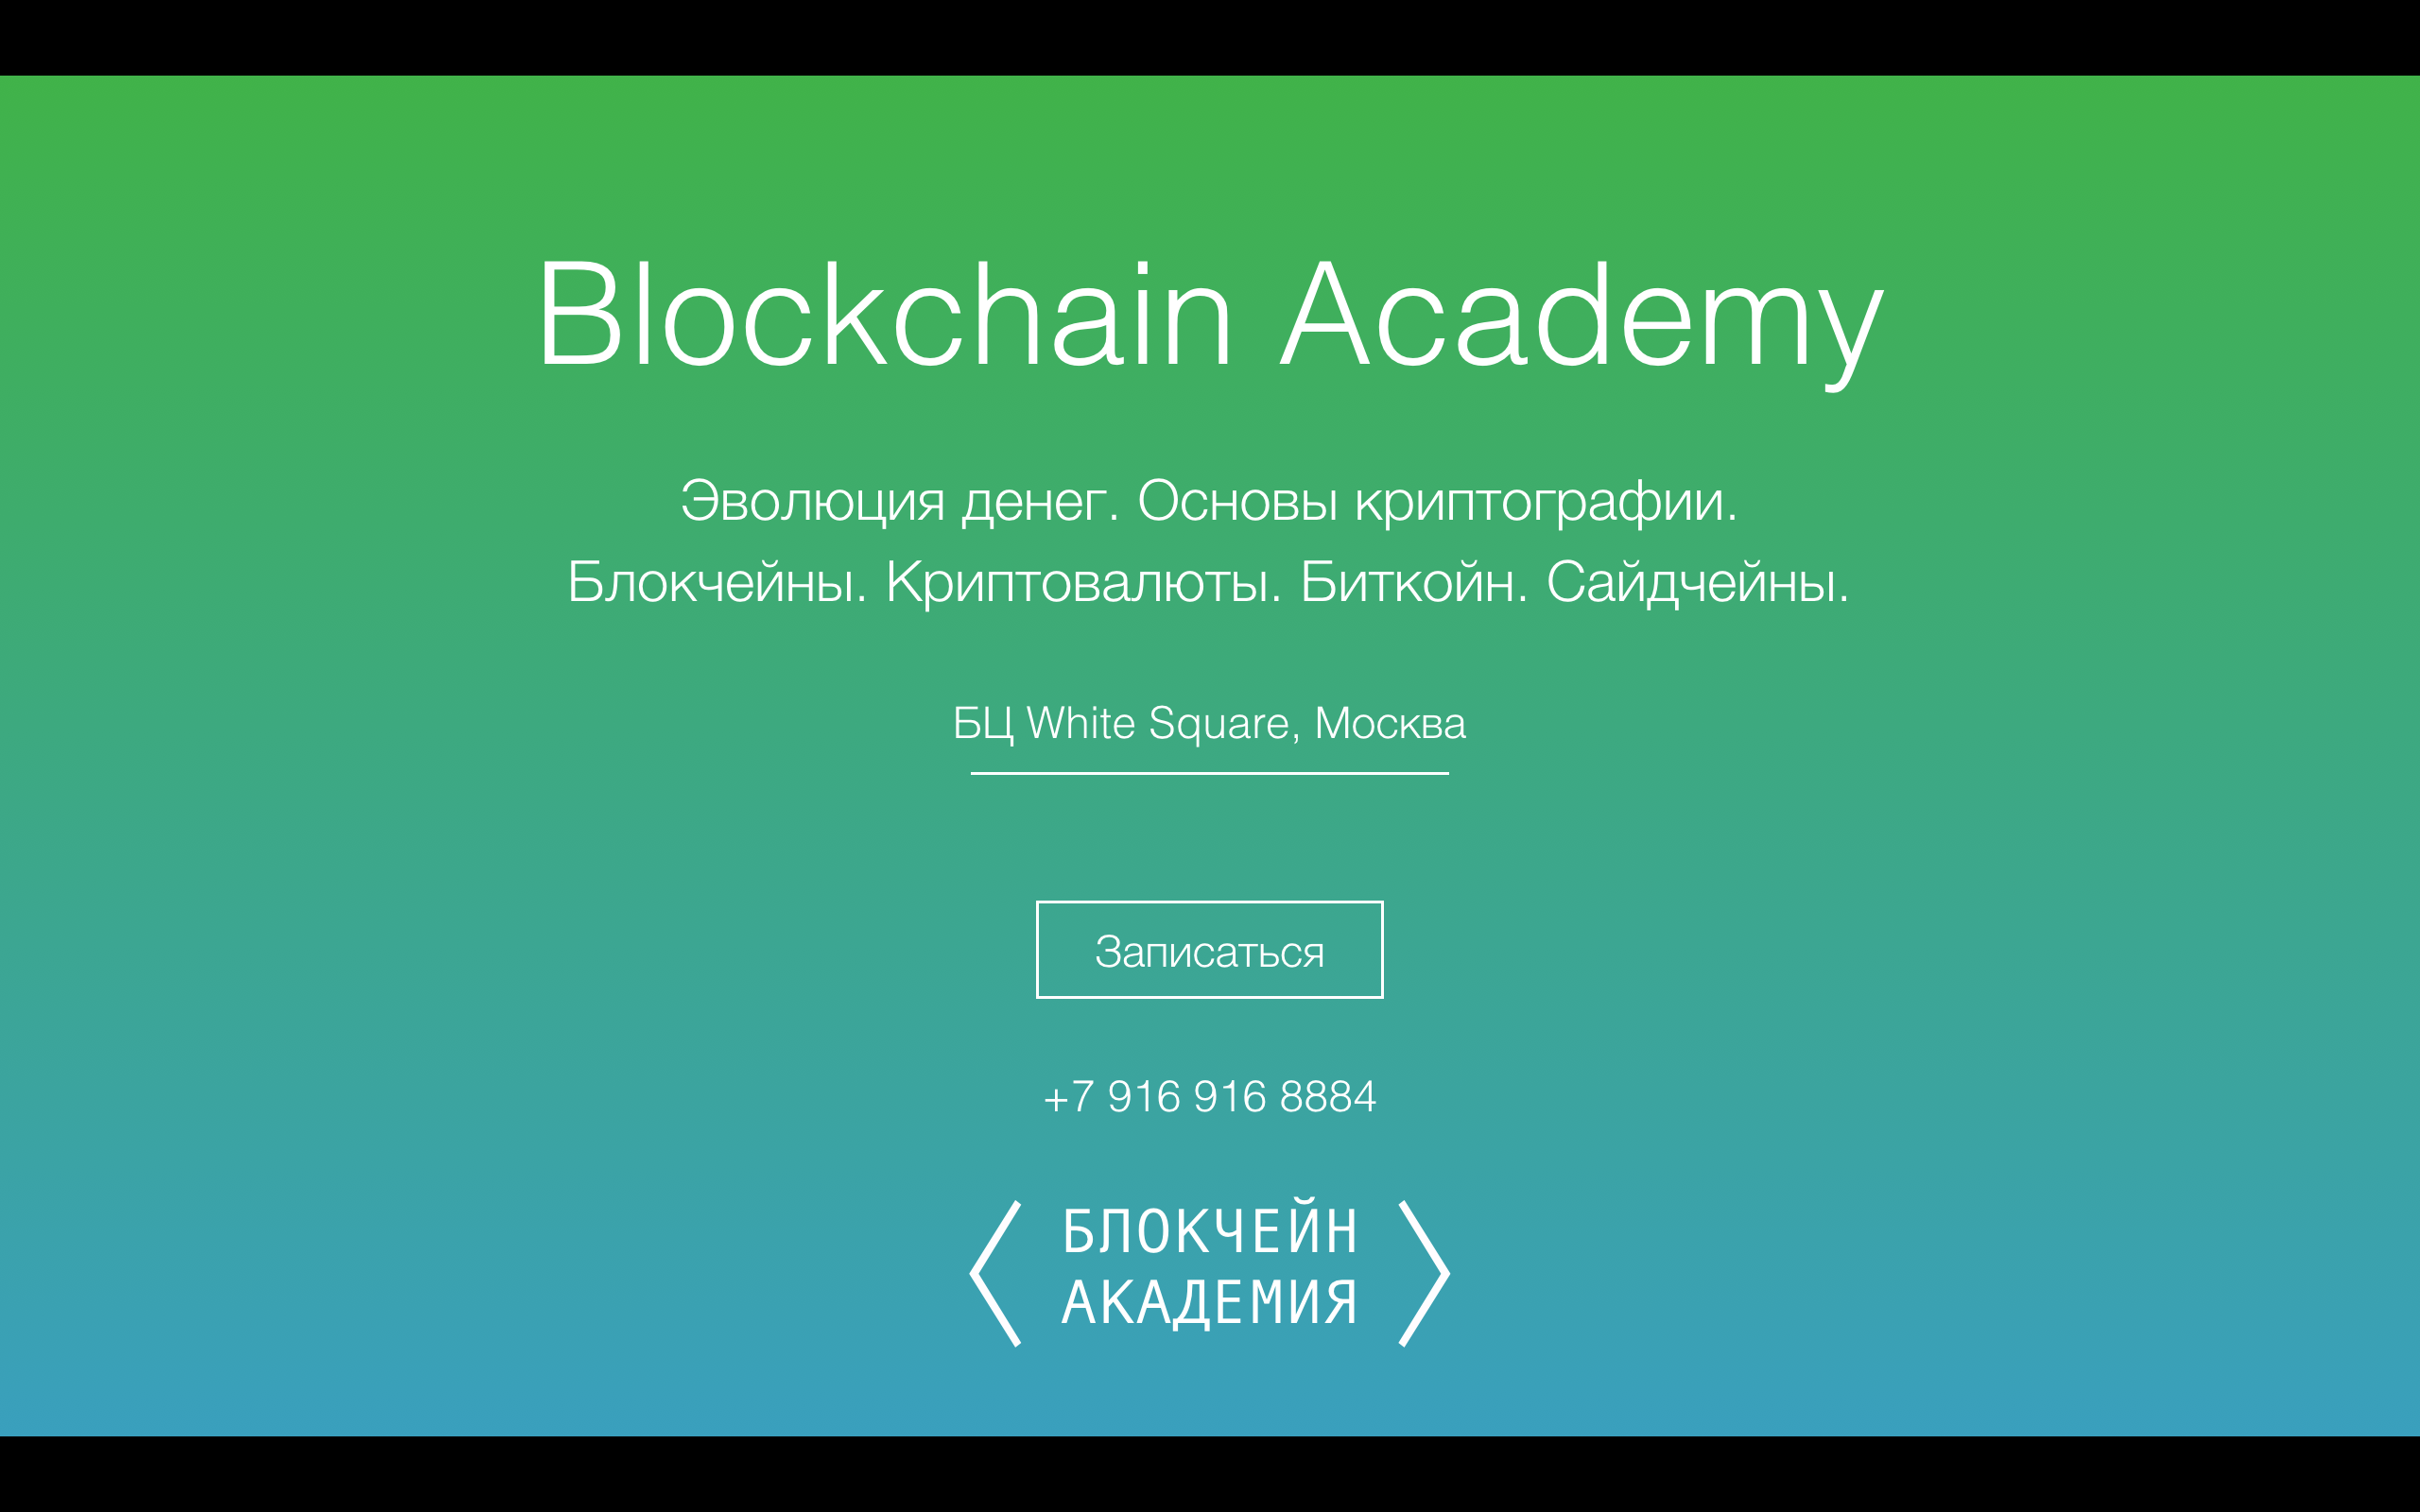 Blockchain Academy
Эволюция денег. Основы криптографии.
Блокчейны. Криптовалюты. Биткойн. Сайдчейны.
БЦ White Square, Москва
Записаться
+7 916 916 8884
БЛОКЧЕЙН
АКАДЕМИЯ